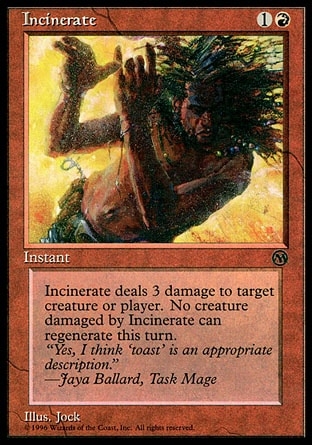 Incinerate 1
Instant
Incinerate deals 3 damage to target
creature or player. No creature
damaged by Incinerate can
regenerate this turn.
“Yes, I think ‘toast’ is an appropriate
description.”
—Jaya Ballard, Task Mage
Illus. Jock
©1996 Wizards of the Coast, Inc. All rights reserved.